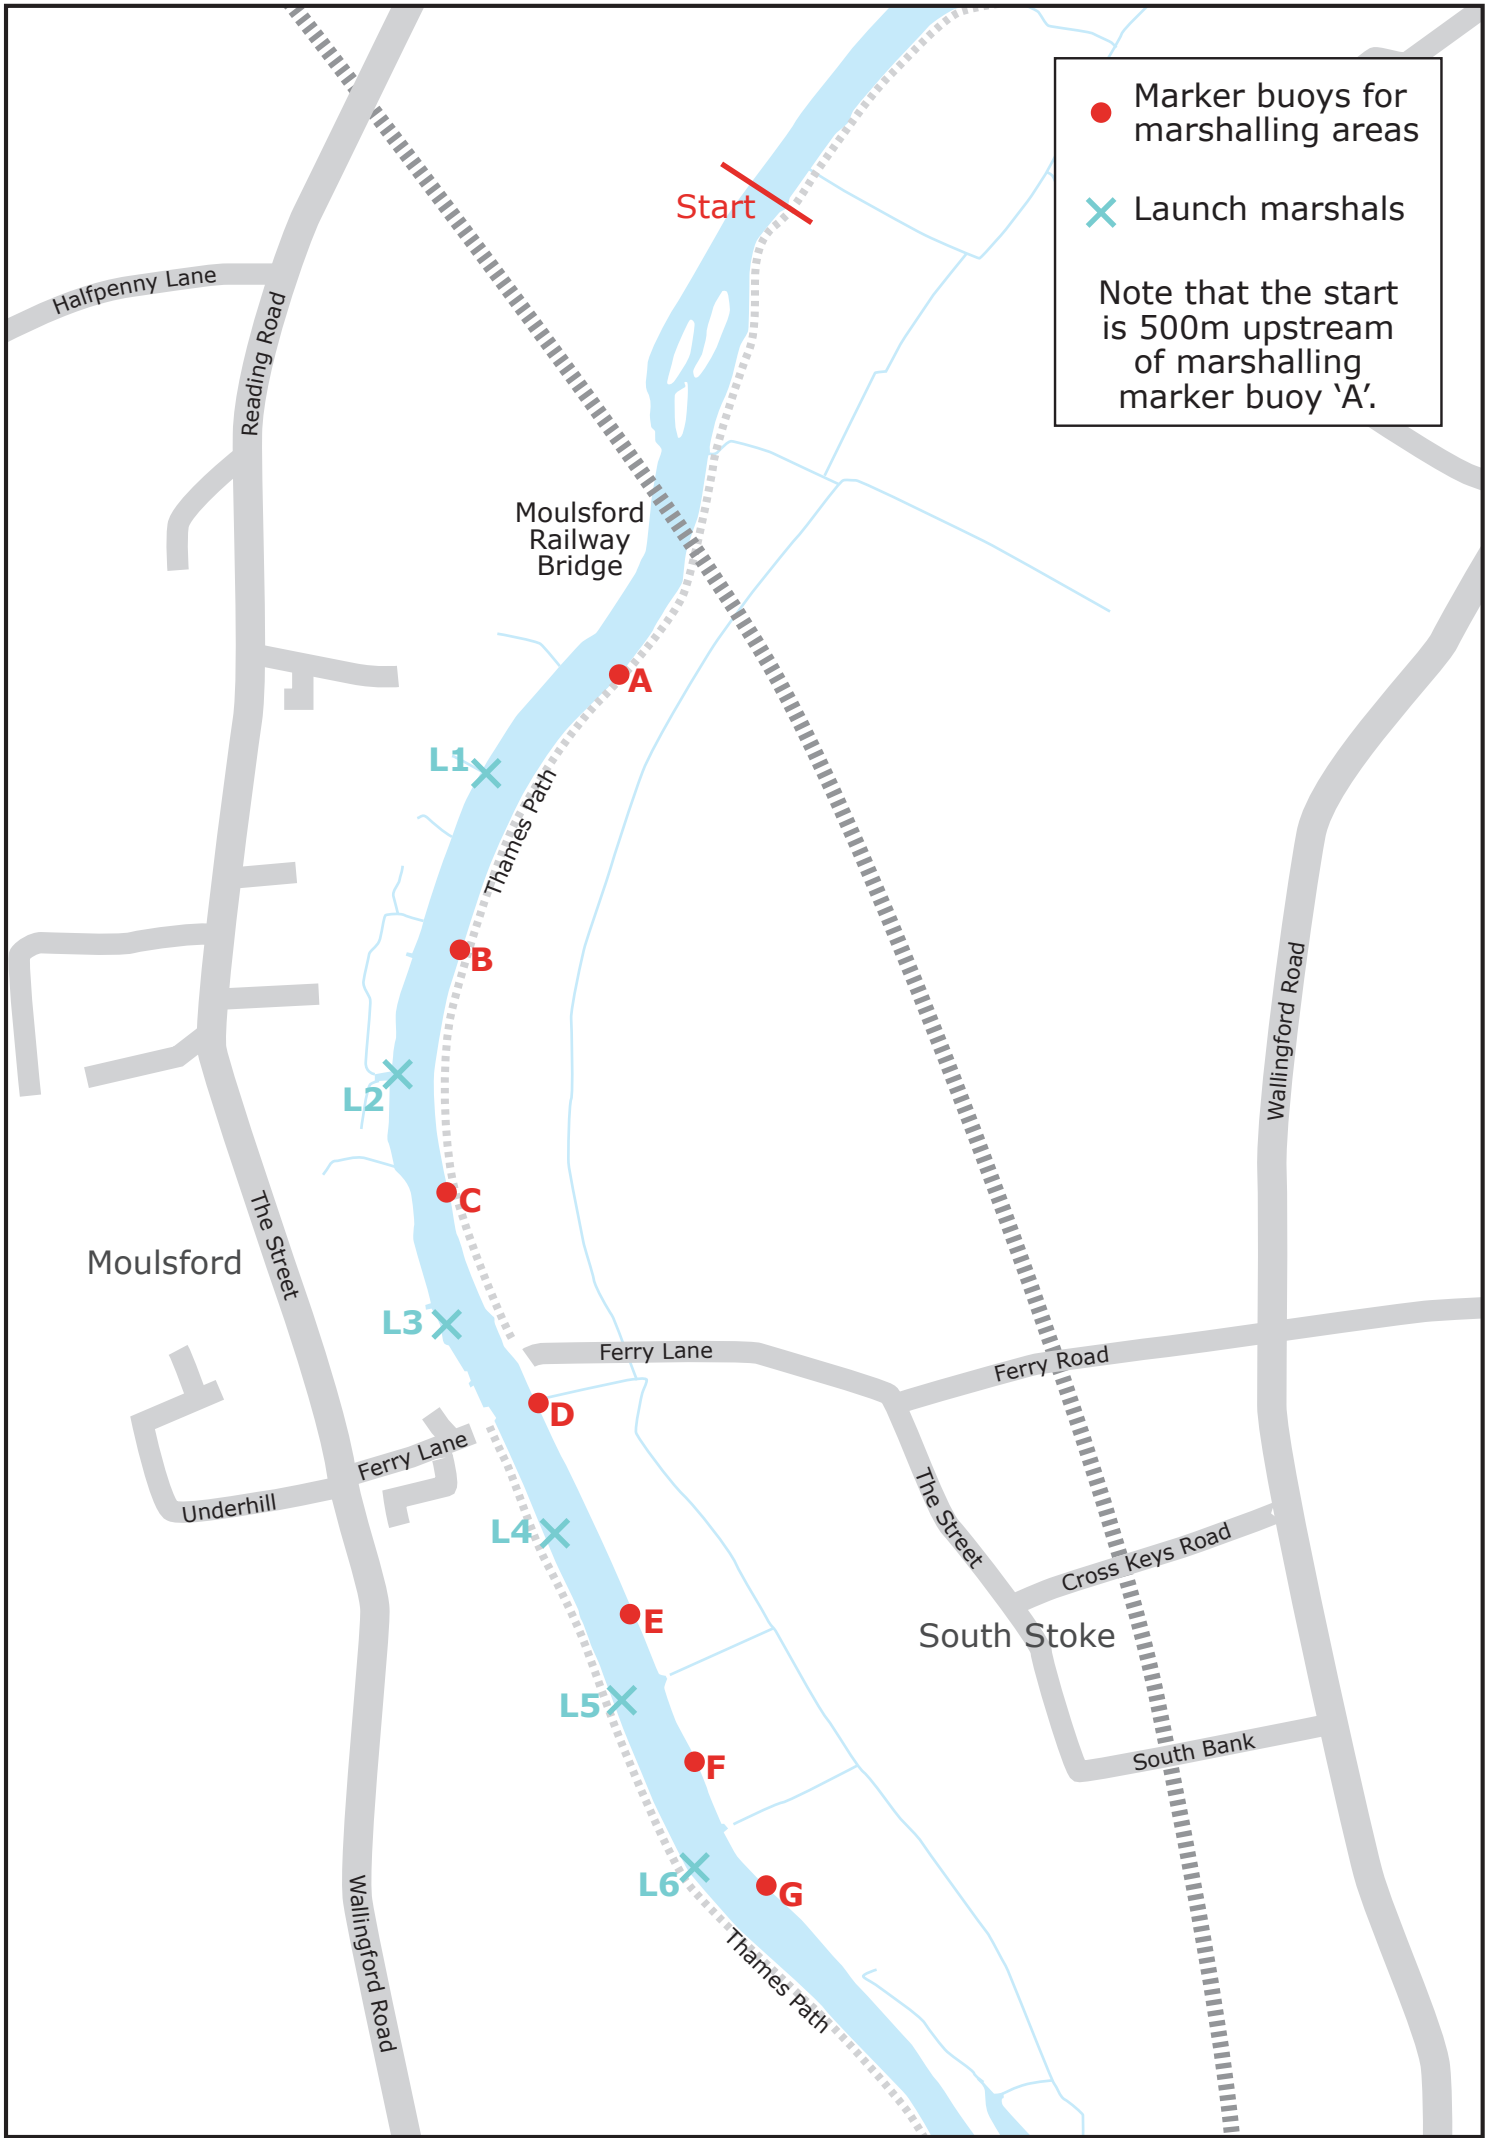 Marker buoys for
marshalling areas
Launch marshals
Note that the start
is 500m upstream
of marshalling
marker buoy ‘A’.
Start
Halfpenny Lane
Reading Road
Moulsford
Railway
Bridge
A
L1
Thames Path
B
Wallingford Road
L2
C
The Street
Moulsford
L3
Ferry Lane
Ferry Road
D
Ferry Lane
Underhill
The Street
L4
Cross Keys Road
E
South Stoke
L5
F
South Bank
L6
G
Wallingford Road
Thames Path